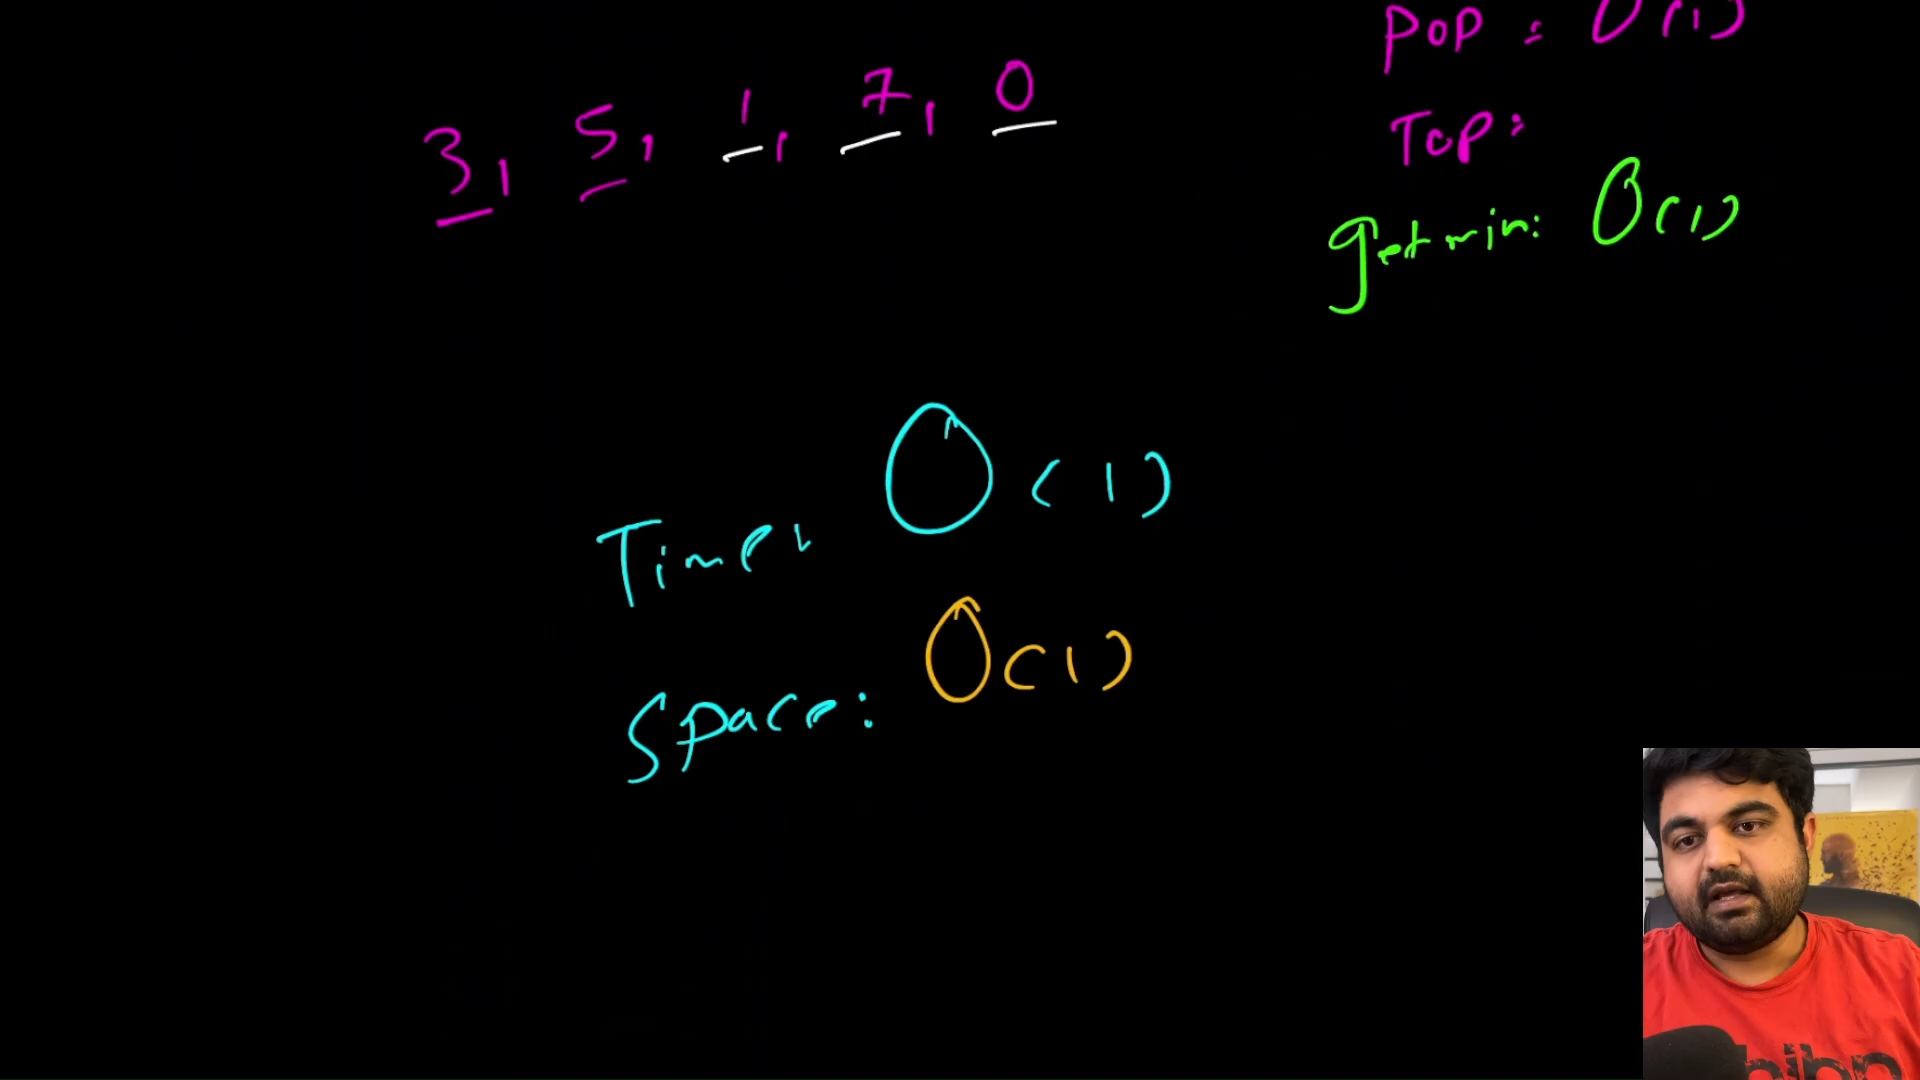 3, 5, 1, 7, 0
Pop: O(1)
Top:
getmin: O(1)
Time: O(1)
Space: O(1)